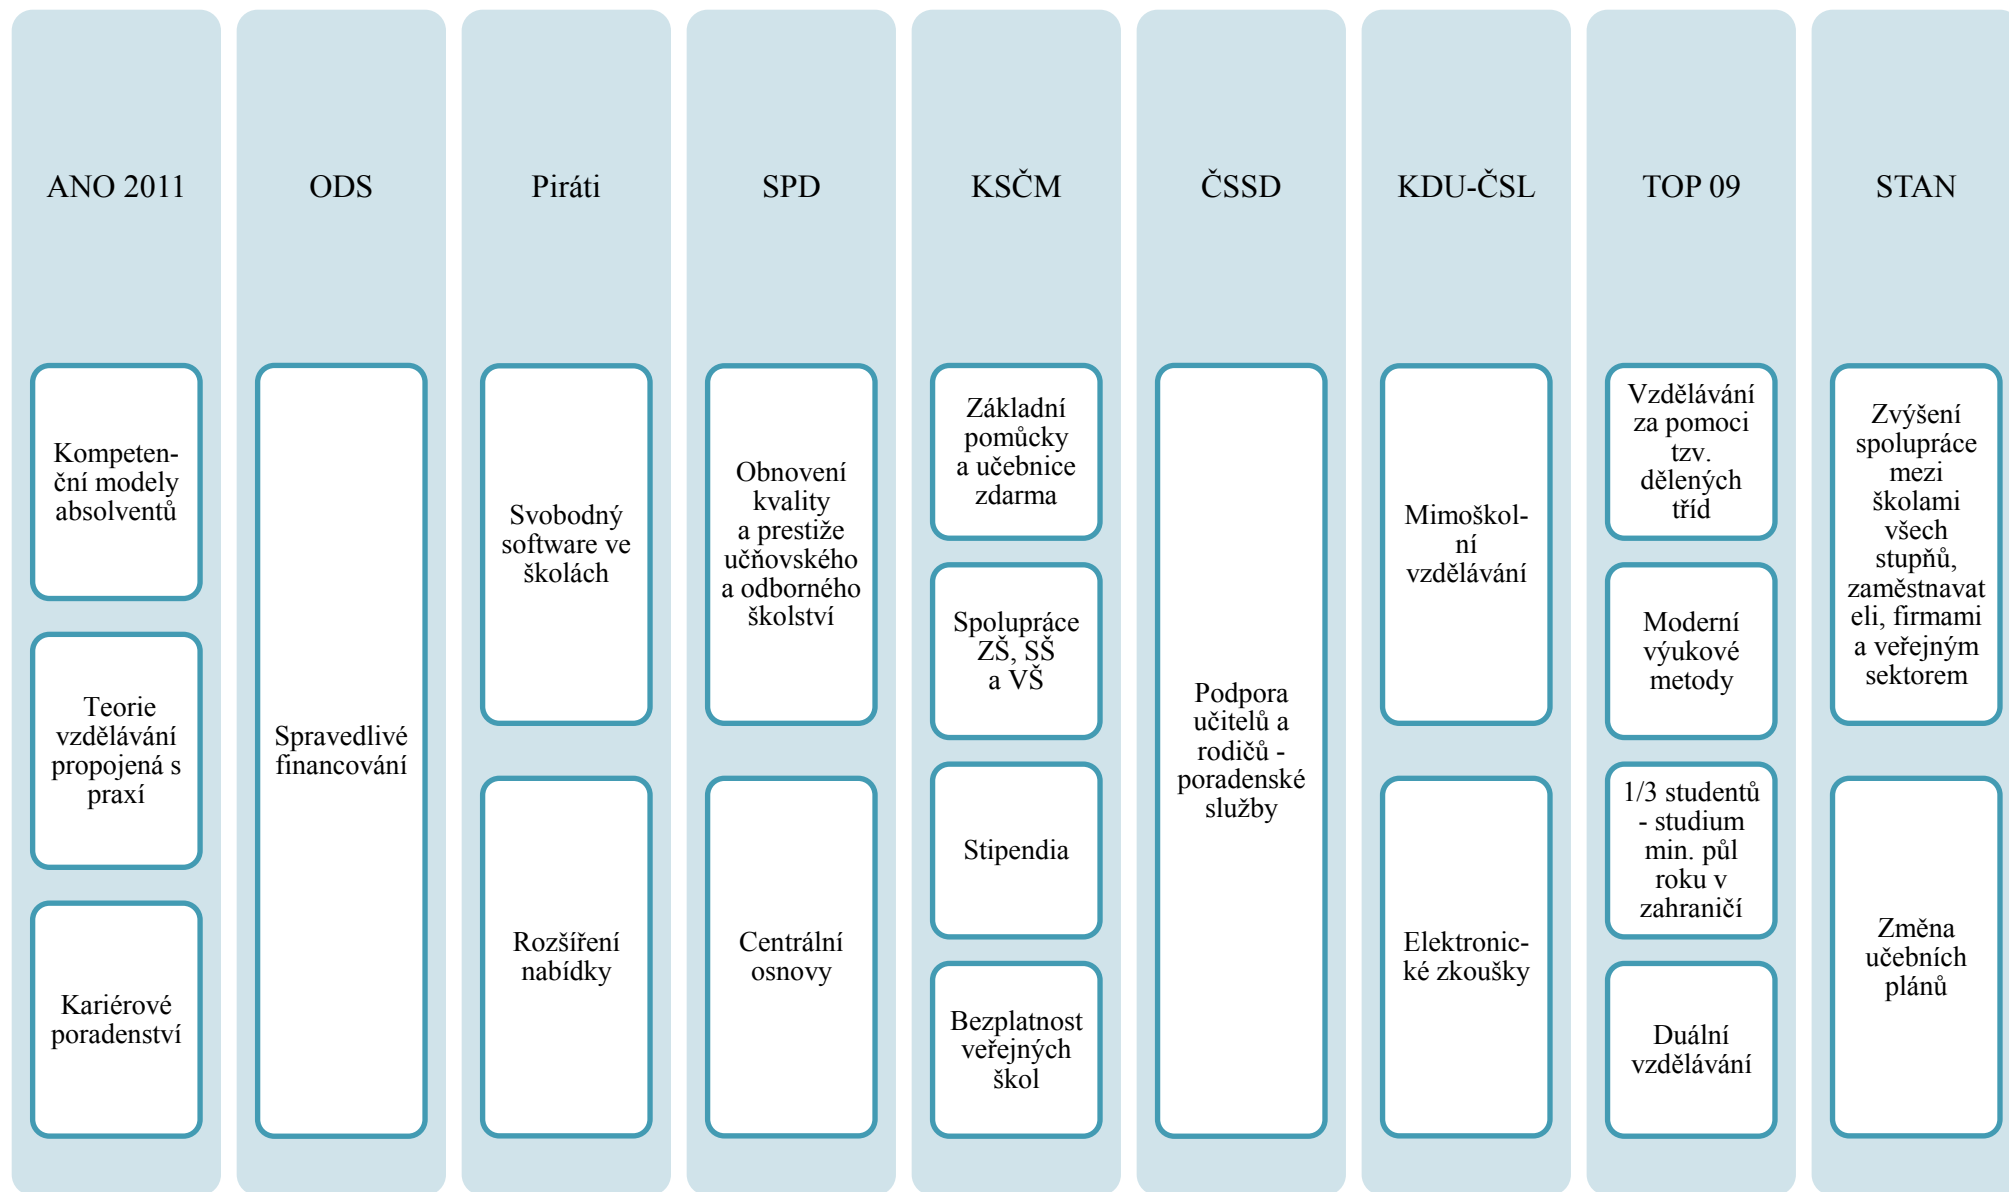 ANO 2011
Kompeten-
ční modely
absolventů
Teorie
vzdělávání
propojená s
praxí
Kariérové
poradenství
ODS
Spravedlivé
financování
Piráti
Svobodný
software ve
školách
Rozšíření
nabídky
SPD
Obnovení
kvality
a prestiže
učňovského
a odborného
školství
Centrální
osnovy
KSČM
Základní
pomůcky
a učebnice
zdarma
Spolupráce
ZŠ, SŠ
a VŠ
Stipendia
Bezplatnost
veřejných
škol
ČSSD
Podpora
učitelů a
rodičů -
poradenské
služby
KDU-ČSL
Mimoškol-
ní
vzdělávání
Elektronic-
ké zkoušky
TOP 09
Vzdělávání
za pomoci
tzv.
dělených
tříd
Moderní
výukové
metody
1/3 studentů
- studium
min. půl
roku v
zahraničí
Duální
vzdělávání
STAN
Zvýšení
spolupráce
mezi
školami
všech
stupňů,
zaměstnavat
eli, firmami
a veřejným
sektorem
Změna
učebních
plánů